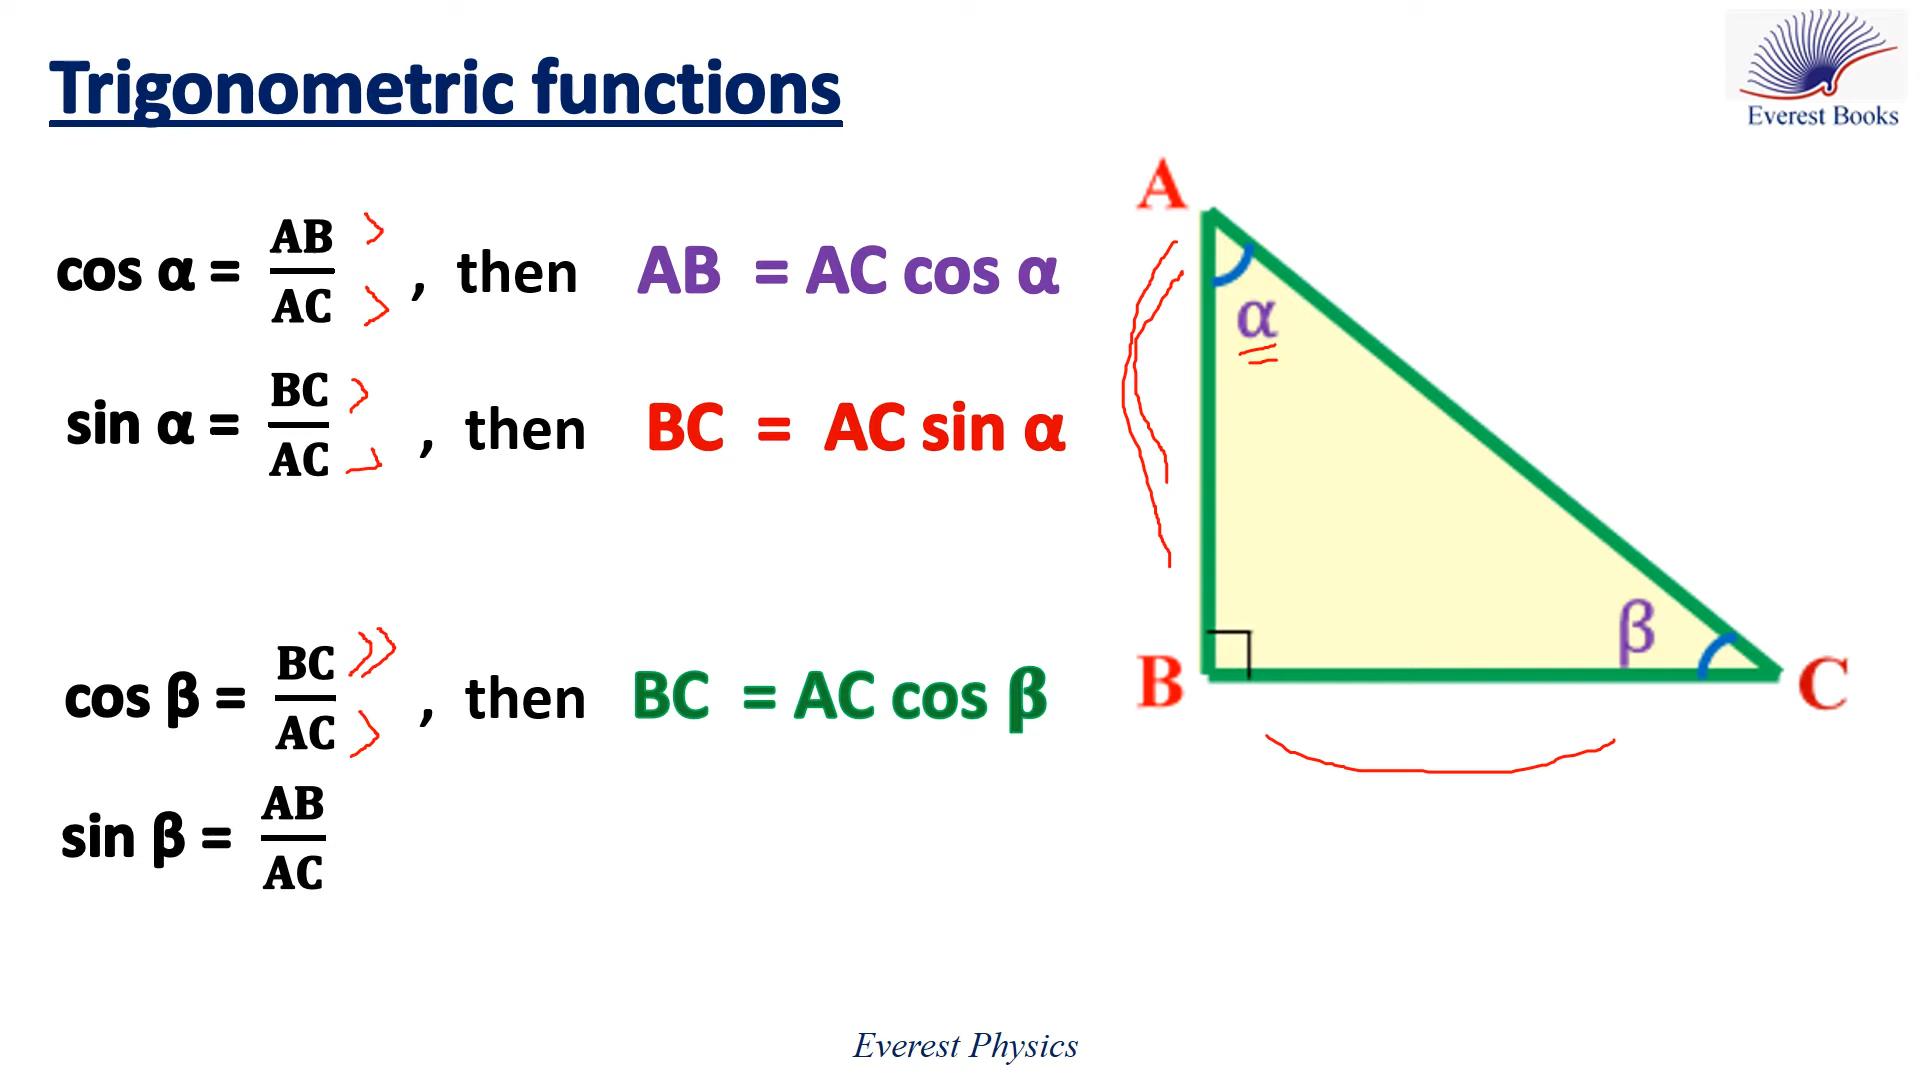 Trigonometric functions
Everest Books
cos α = AB/AC , then AB = AC cos α
sin α = BC/AC , then BC = AC sin α
cos β = BC/AC , then BC = AC cos β
sin β = AB/AC
A
α
β
B
C
Everest Physics